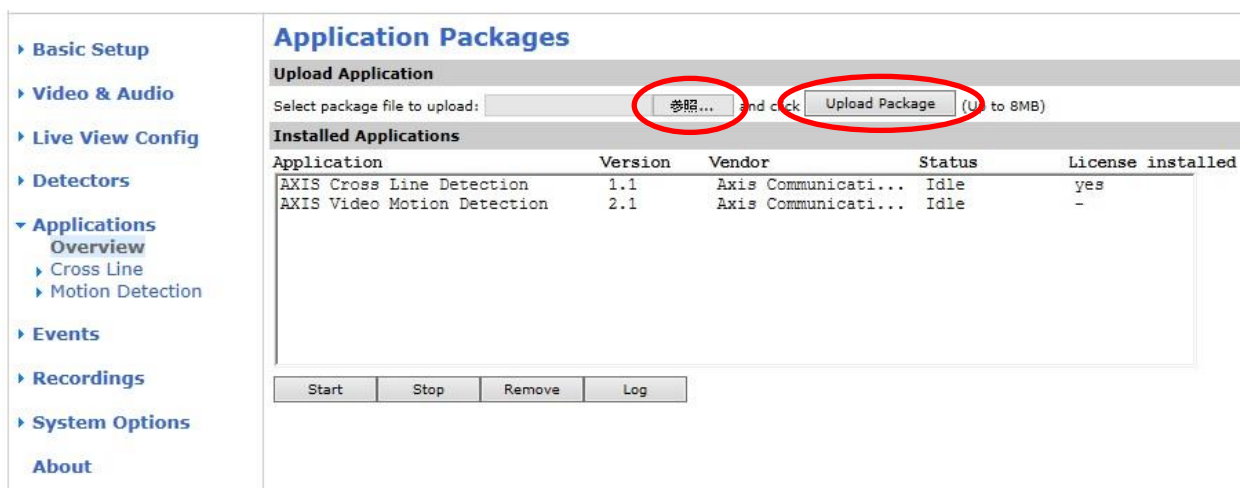 Basic Setup
Video & Audio
Live View Config
Detectors
Applications
Overview
Cross Line
Motion Detection
Events
Recordings
System Options
About
Application Packages
Upload Application
Select package file to upload: 参照... and click Upload Package (Up to 8MB)
Installed Applications
Application Version Vendor Status License installed
AXIS Cross Line Detection 1.1 Axis Communicati... Idle yes
AXIS Video Motion Detection 2.1 Axis Communicati... Idle -
Start Stop Remove Log